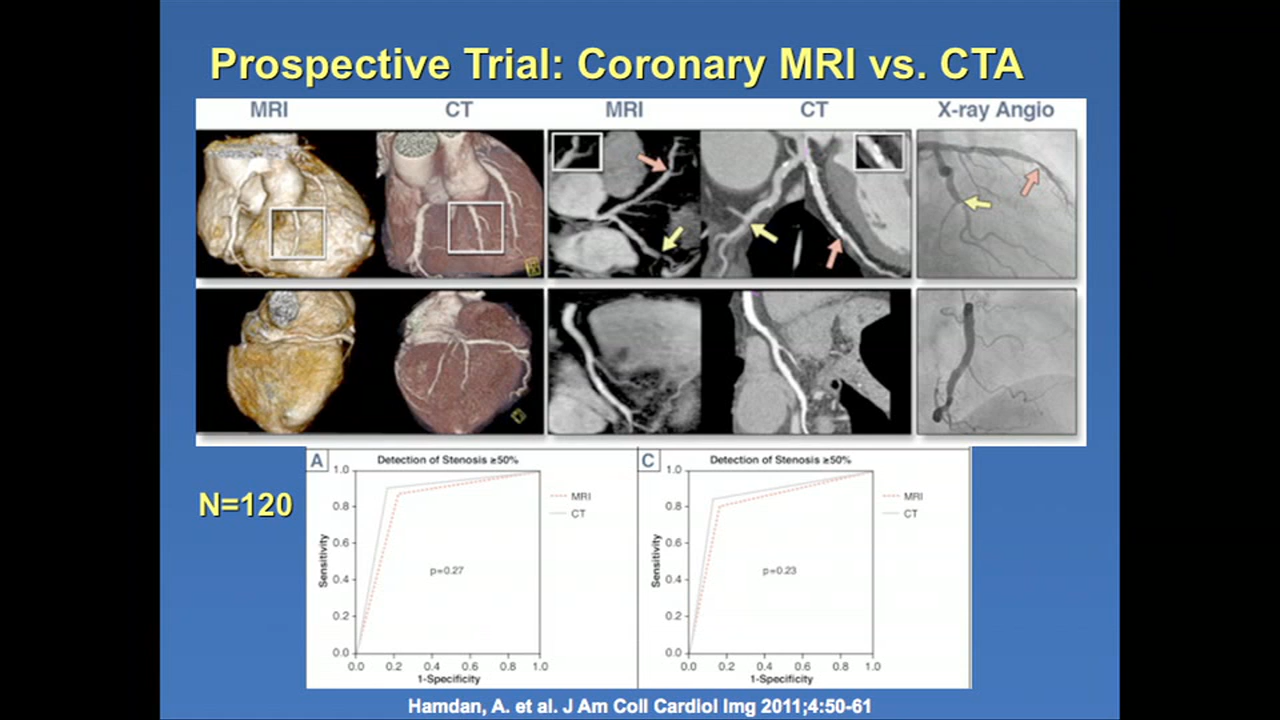 Prospective Trial: Coronary MRI vs. CTA
MRI CT MRI CT X-ray Angio
N=120
A Detection of Stenosis ≥50%
1.0
0.8
0.6
0.4
0.2
0.0
Sensitivity
MRI
CT
p=0.27
0.0 0.2 0.4 0.6 0.8 1.0
1-Specificity
C Detection of Stenosis ≥50%
1.0
0.8
0.6
0.4
0.2
0.0
Sensitivity
MRI
CT
p=0.23
0.0 0.2 0.4 0.6 0.8 1.0
1-Specificity
Hamdan, A. et al. J Am Coll Cardiol Img 2011;4:50-61